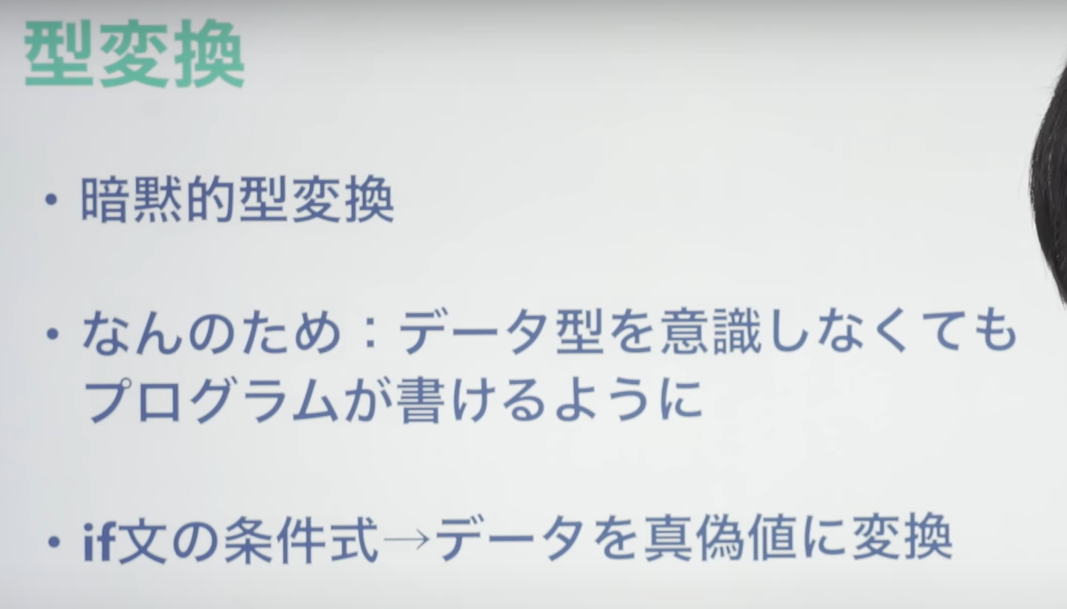 型変換
・暗黙的型変換
・なんのため：データ型を意識しなくても
プログラムが書けるように
・if文の条件式→データを真偽値に変換